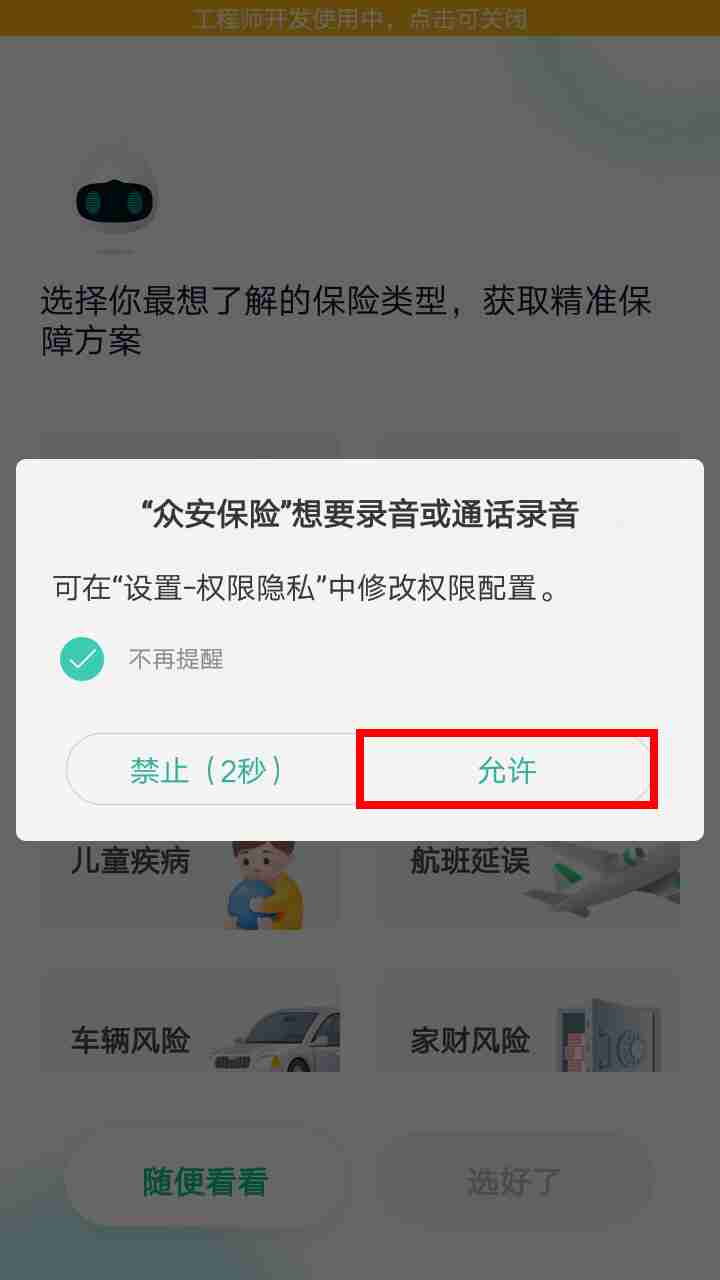 工程师开发使用中，点击可关闭
选择你最想了解的保险类型，获取精准保
障方案
“众安保险”想要录音或通话录音
可在“设置-权限隐私”中修改权限配置。
不再提醒
禁止（2秒）
允许
儿童疾病
航班延误
车辆风险
家财风险
随便看看
选好了